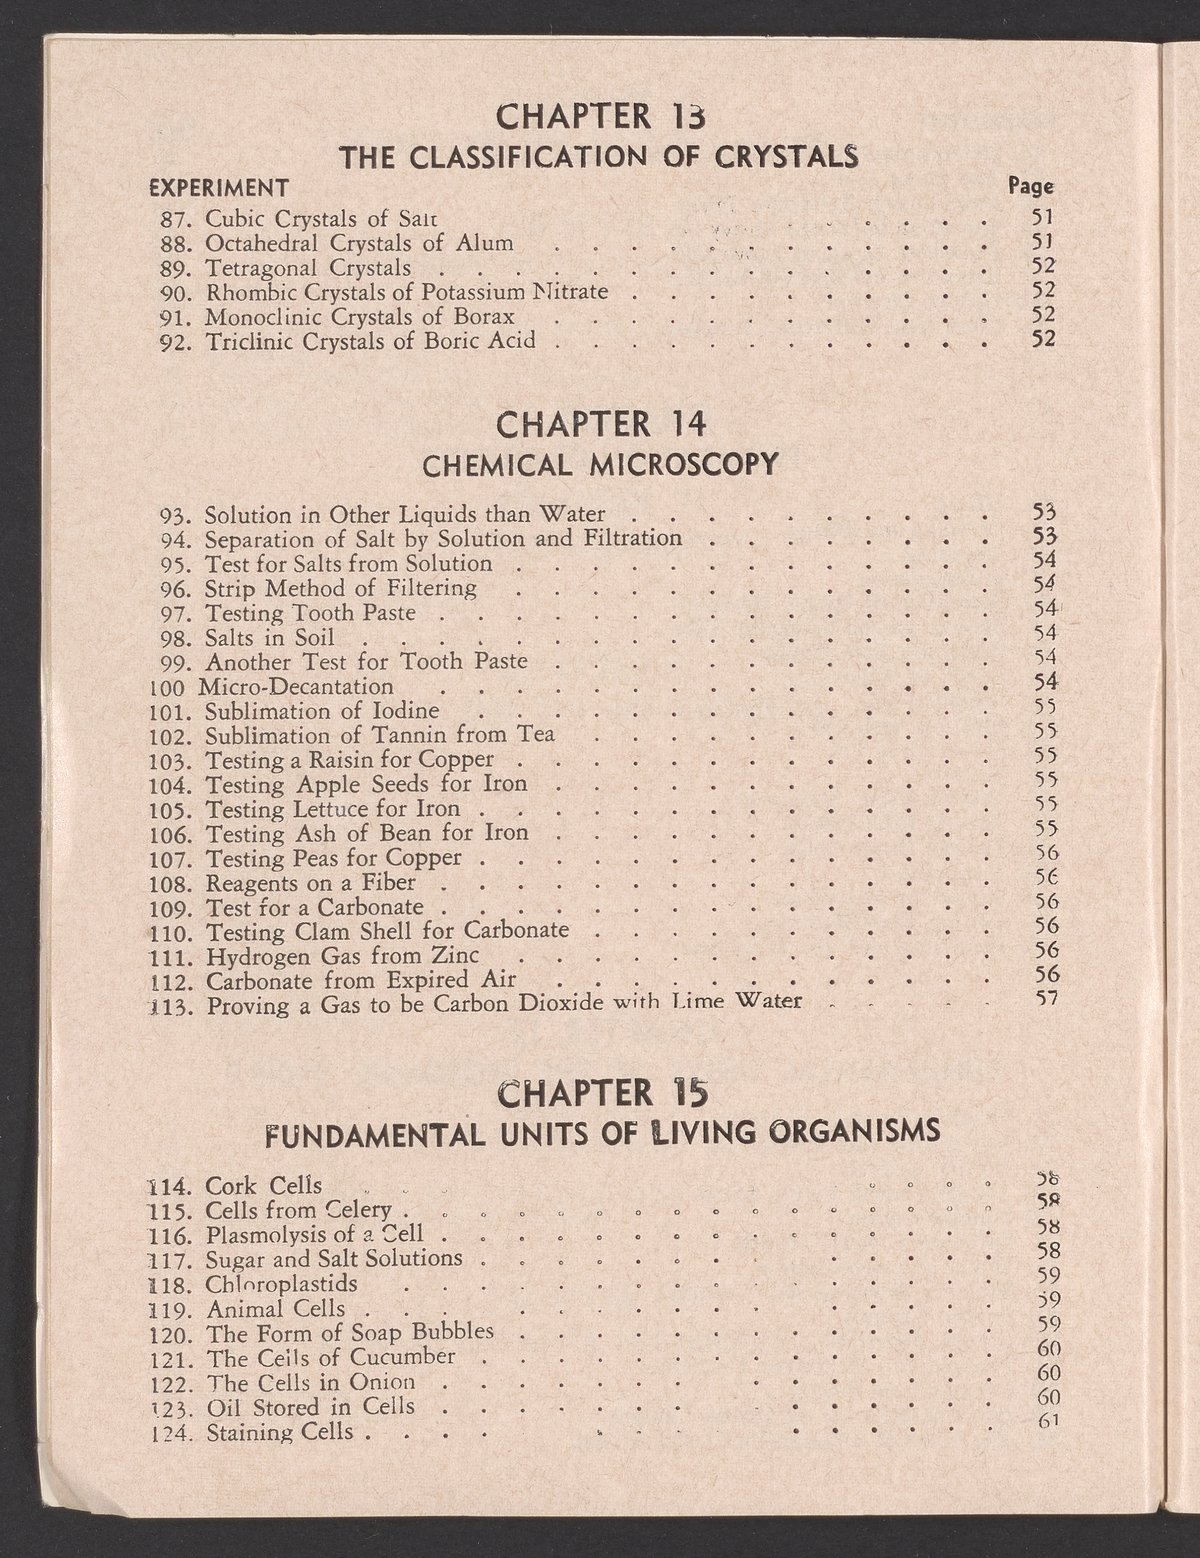 CHAPTER 13
THE CLASSIFICATION OF CRYSTALS
EXPERIMENT Page
87. Cubic Crystals of Salt . . . . 51
88. Octahedral Crystals of Alum . . . . . . . . . . . . 51
89. Tetragonal Crystals . . . . . . . . . . . . . . . 52
90. Rhombic Crystals of Potassium Nitrate . . . . . . . . . . 52
91. Monoclinic Crystals of Borax . . . . . . . . . . . . 52
92. Triclinic Crystals of Boric Acid . . . . . . . . . . . . 52
CHAPTER 14
CHEMICAL MICROSCOPY
93. Solution in Other Liquids than Water . . . . . . . . . . 53
94. Separation of Salt by Solution and Filtration . . . . . . . . 53
95. Test for Salts from Solution . . . . . . . . . . . . . 54
96. Strip Method of Filtering . . . . . . . . . . . . . 54
97. Testing Tooth Paste . . . . . . . . . . . . . . . 54
98. Salts in Soil . . . . . . . . . . . . . . . . . 54
99. Another Test for Tooth Paste . . . . . . . . . . . . 54
100 Micro-Decantation . . . . . . . . . . . . . . . 54
101. Sublimation of Iodine . . . . . . . . . . . . . . 55
102. Sublimation of Tannin from Tea . . . . . . . . . . . 55
103. Testing a Raisin for Copper . . . . . . . . . . . . . 55
104. Testing Apple Seeds for Iron . . . . . . . . . . . . 55
105. Testing Lettuce for Iron . . . . . . . . . . . . . . 55
106. Testing Ash of Bean for Iron . . . . . . . . . . . . 55
107. Testing Peas for Copper . . . . . . . . . . . . . . 56
108. Reagents on a Fiber . . . . . . . . . . . . . . . 56
109. Test for a Carbonate . . . . . . . . . . . . . . . 56
110. Testing Clam Shell for Carbonate . . . . . . . . . . . 56
111. Hydrogen Gas from Zinc . . . . . . . . . . . . . 56
112. Carbonate from Expired Air . . . . . . . . . . . . 56
113. Proving a Gas to be Carbon Dioxide with Lime Water . . . . . 57
CHAPTER 15
FUNDAMENTAL UNITS OF LIVING ORGANISMS
114. Cork Cells . . . . . . . 58
115. Cells from Celery . . . . . . . . . . . . . . . . 58
116. Plasmolysis of a Cell . . . . . . . . . . . . . . . 58
117. Sugar and Salt Solutions . . . . . . . . . . . . 58
118. Chloroplastids . . . . . . . . . . . . . . . 59
119. Animal Cells . . . . . . . . . . . . . . . 59
120. The Form of Soap Bubbles . . . . . . . . . . . . . 59
121. The Cells of Cucumber . . . . . . . . . . . . . . 60
122. The Cells in Onion . . . . . . . . . . . . . . 60
123. Oil Stored in Cells . . . . . . . . . . . . . 60
124. Staining Cells . . . . . . . . . . . . . 61